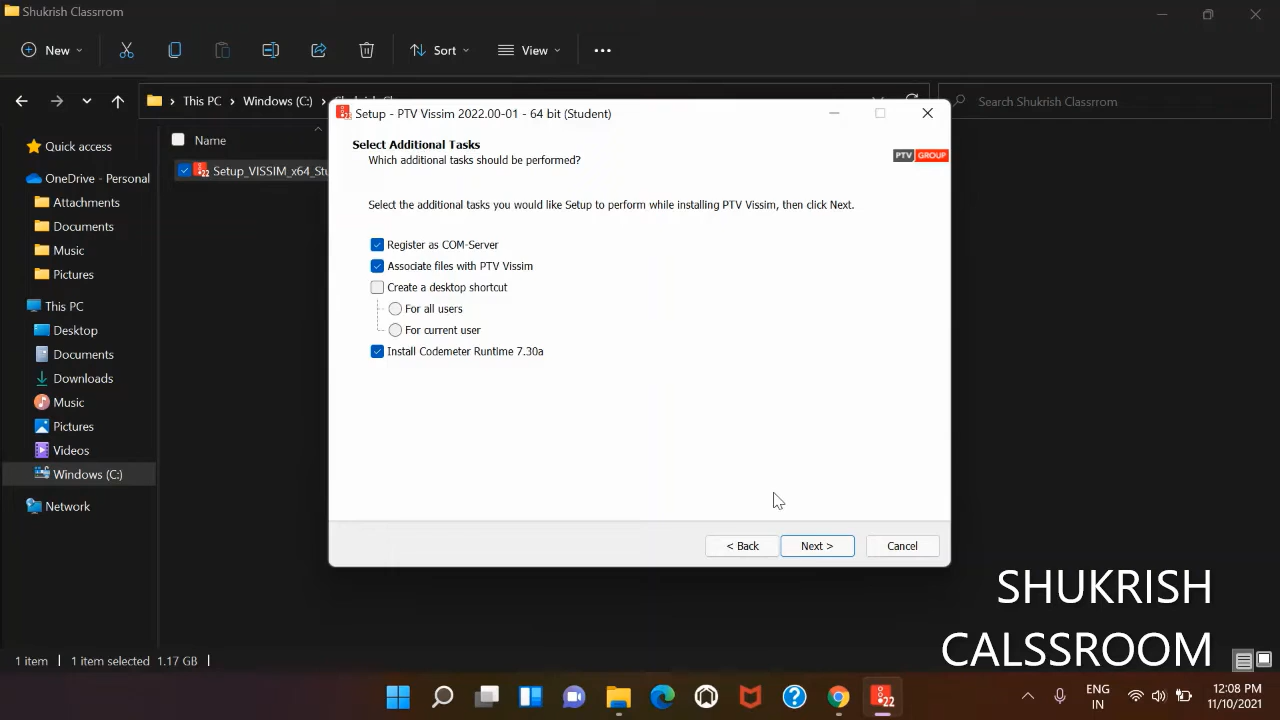 Shukrish Classrrom
New
Sort
View
This PC
Windows (C:)
Search Shukrish Classrrom
Setup - PTV Vissim 2022.00-01 - 64 bit (Student)
Select Additional Tasks
Which additional tasks should be performed?
PTV GROUP
Select the additional tasks you would like Setup to perform while installing PTV Vissim, then click Next.
Register as COM-Server
Associate files with PTV Vissim
Create a desktop shortcut
For all users
For current user
Install Codemeter Runtime 7.30a
< Back
Next >
Cancel
Name
Setup_VISSIM_x64_Stu
Quick access
OneDrive - Personal
Attachments
Documents
Music
Pictures
This PC
Desktop
Documents
Downloads
Music
Pictures
Videos
Windows (C:)
Network
SHUKRISH
CALSSROOM
1 item
1 item selected 1.17 GB
22
ENG
IN
12:08 PM
11/10/2021